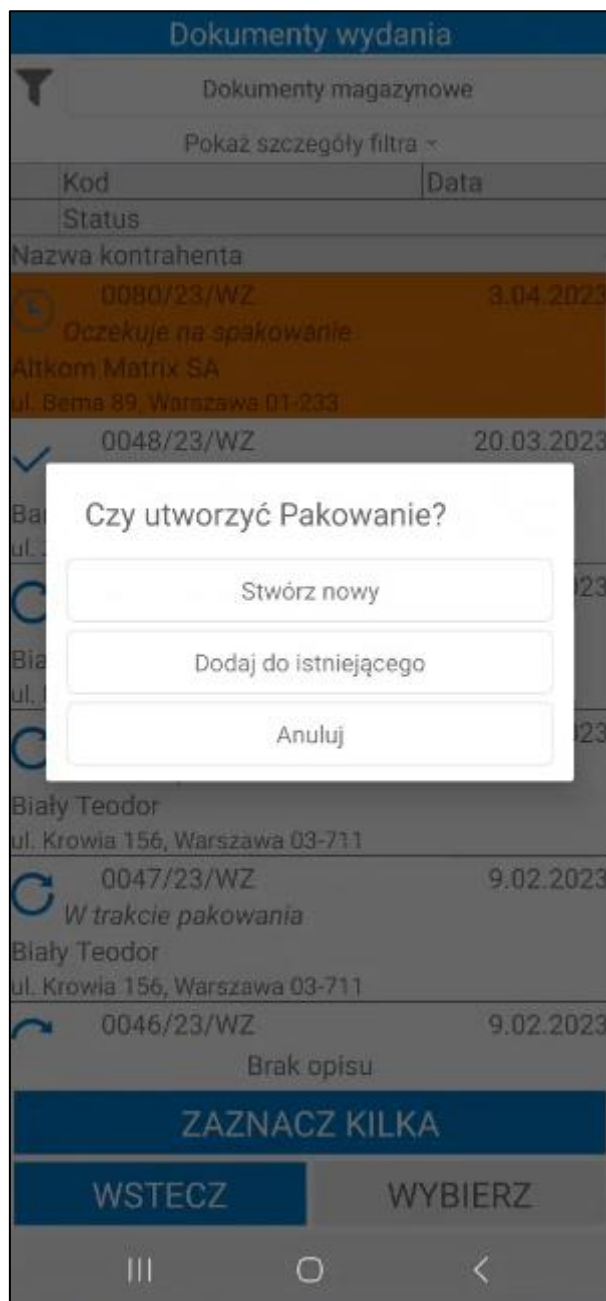 Dokumenty wydania
Dokumenty magazynowe
Pokaż szczegóły filtra
Kod Data
Status
Nazwa kontrahenta
0080/23/WZ 3.04.2023
Oczekuje na spakowanie
Altkom Matrix SA
ul. Bema 89, Warszawa 01-233
0048/23/WZ 20.03.2023
Czy utworzyć Pakowanie?
ul.
Stwórz nowy
23
Dodaj do istniejącego
ul.
Anuluj
23
Biały Teodor
ul. Krowia 156, Warszawa 03-711
0047/23/WZ 9.02.2023
W trakcie pakowania
Biały Teodor
ul. Krowia 156, Warszawa 03-711
0046/23/WZ 9.02.2023
Brak opisu
ZAZNACZ KILKA
WSTECZ WYBIERZ